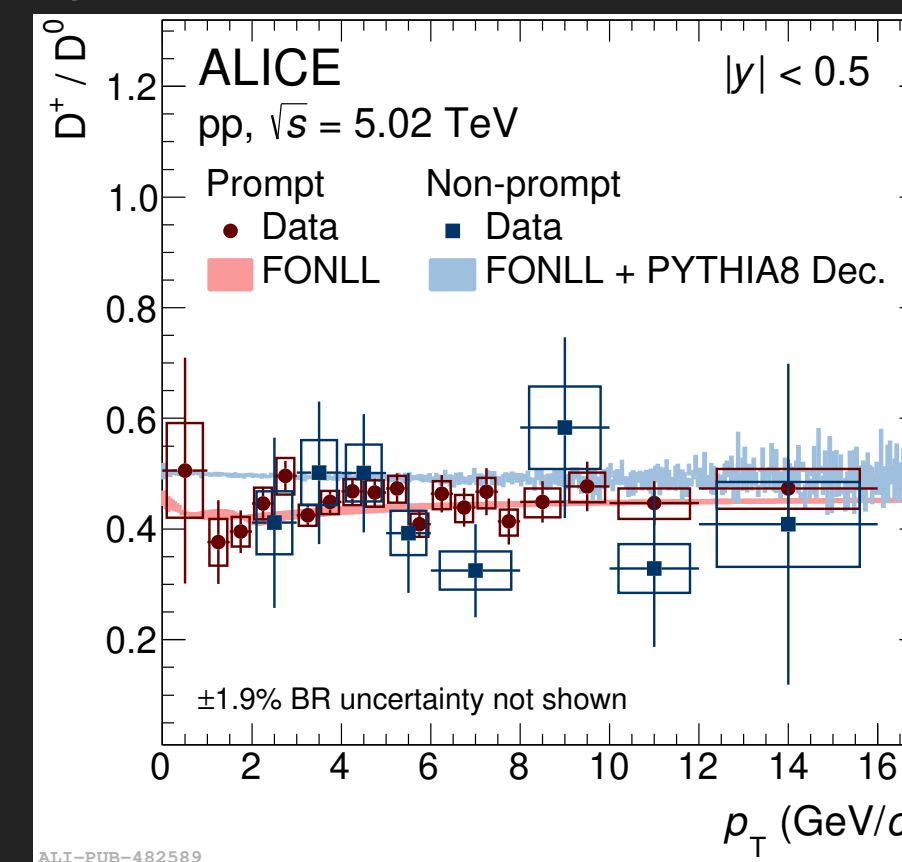 D+ / D0
ALICE
|y| < 0.5
pp, √s = 5.02 TeV
Prompt Non-prompt
Data Data
FONLL FONLL + PYTHIA8 Dec.
1.2
1.0
0.8
0.6
0.4
0.2
±1.9% BR uncertainty not shown
0 2 4 6 8 10 12 14 16
pT (GeV/c
ALI-PUB-482589